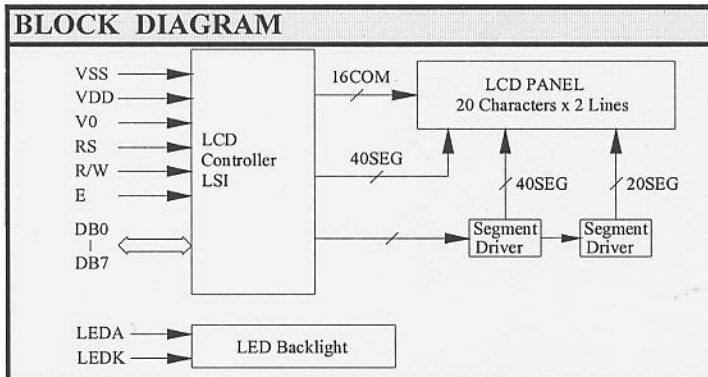 BLOCK DIAGRAM
VSS
VDD
V0
RS
R/W
E
DB0
DB7
LCD
Controller
LSI
16COM
LCD PANEL
20 Characters x 2 Lines
40SEG
40SEG
20SEG
Segment
Driver
Segment
Driver
LEDA
LEDK
LED Backlight